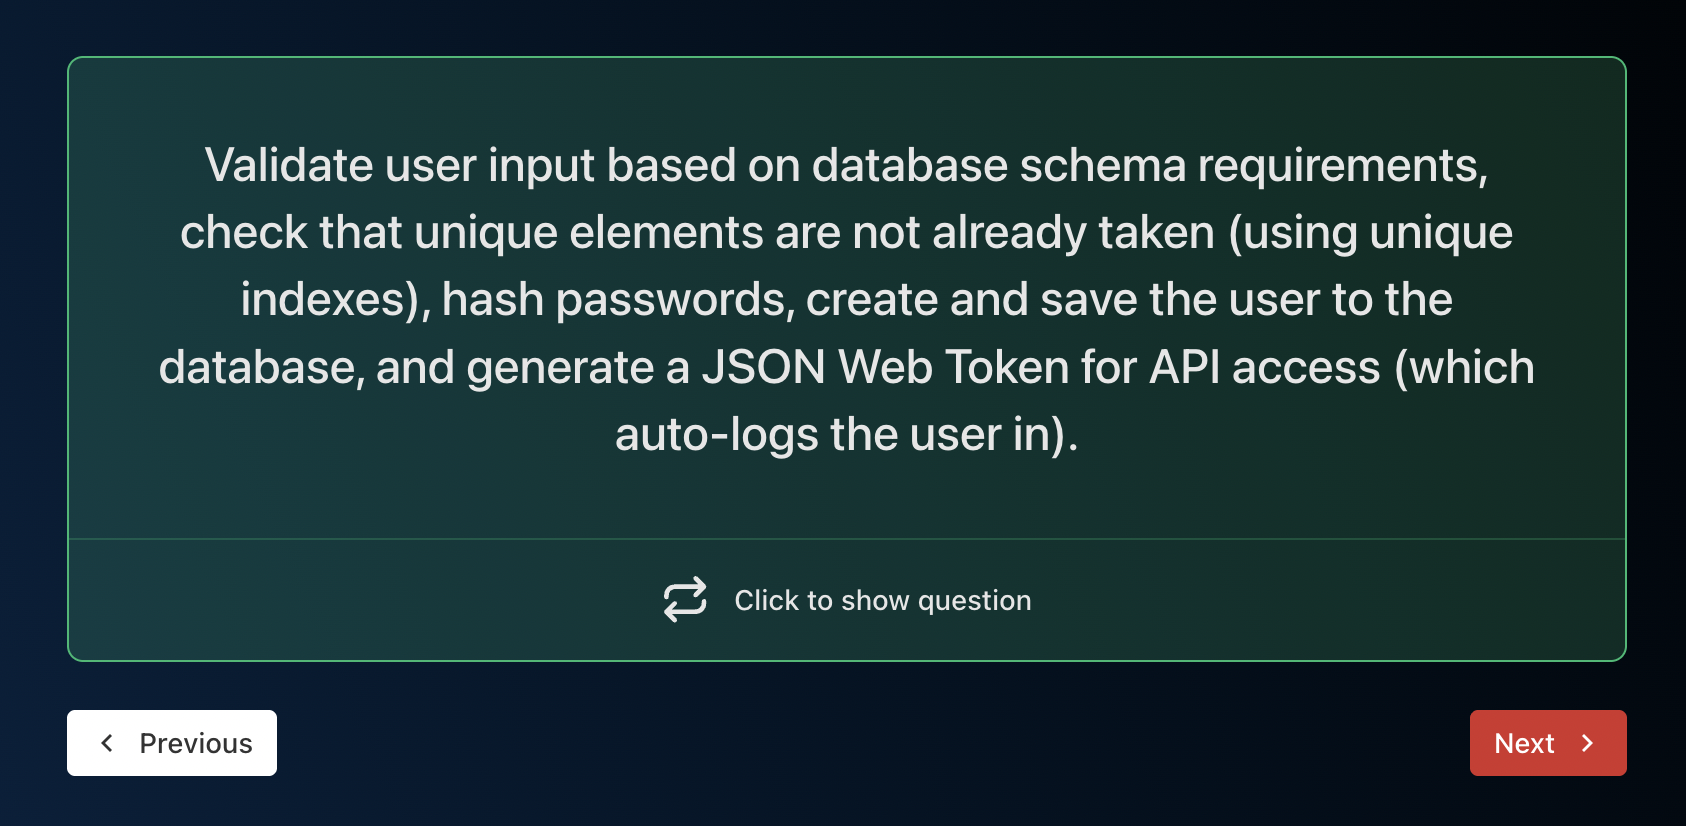 Validate user input based on database schema requirements,
check that unique elements are not already taken (using unique
indexes), hash passwords, create and save the user to the
database, and generate a JSON Web Token for API access (which
auto-logs the user in).
Click to show question
Previous
Next